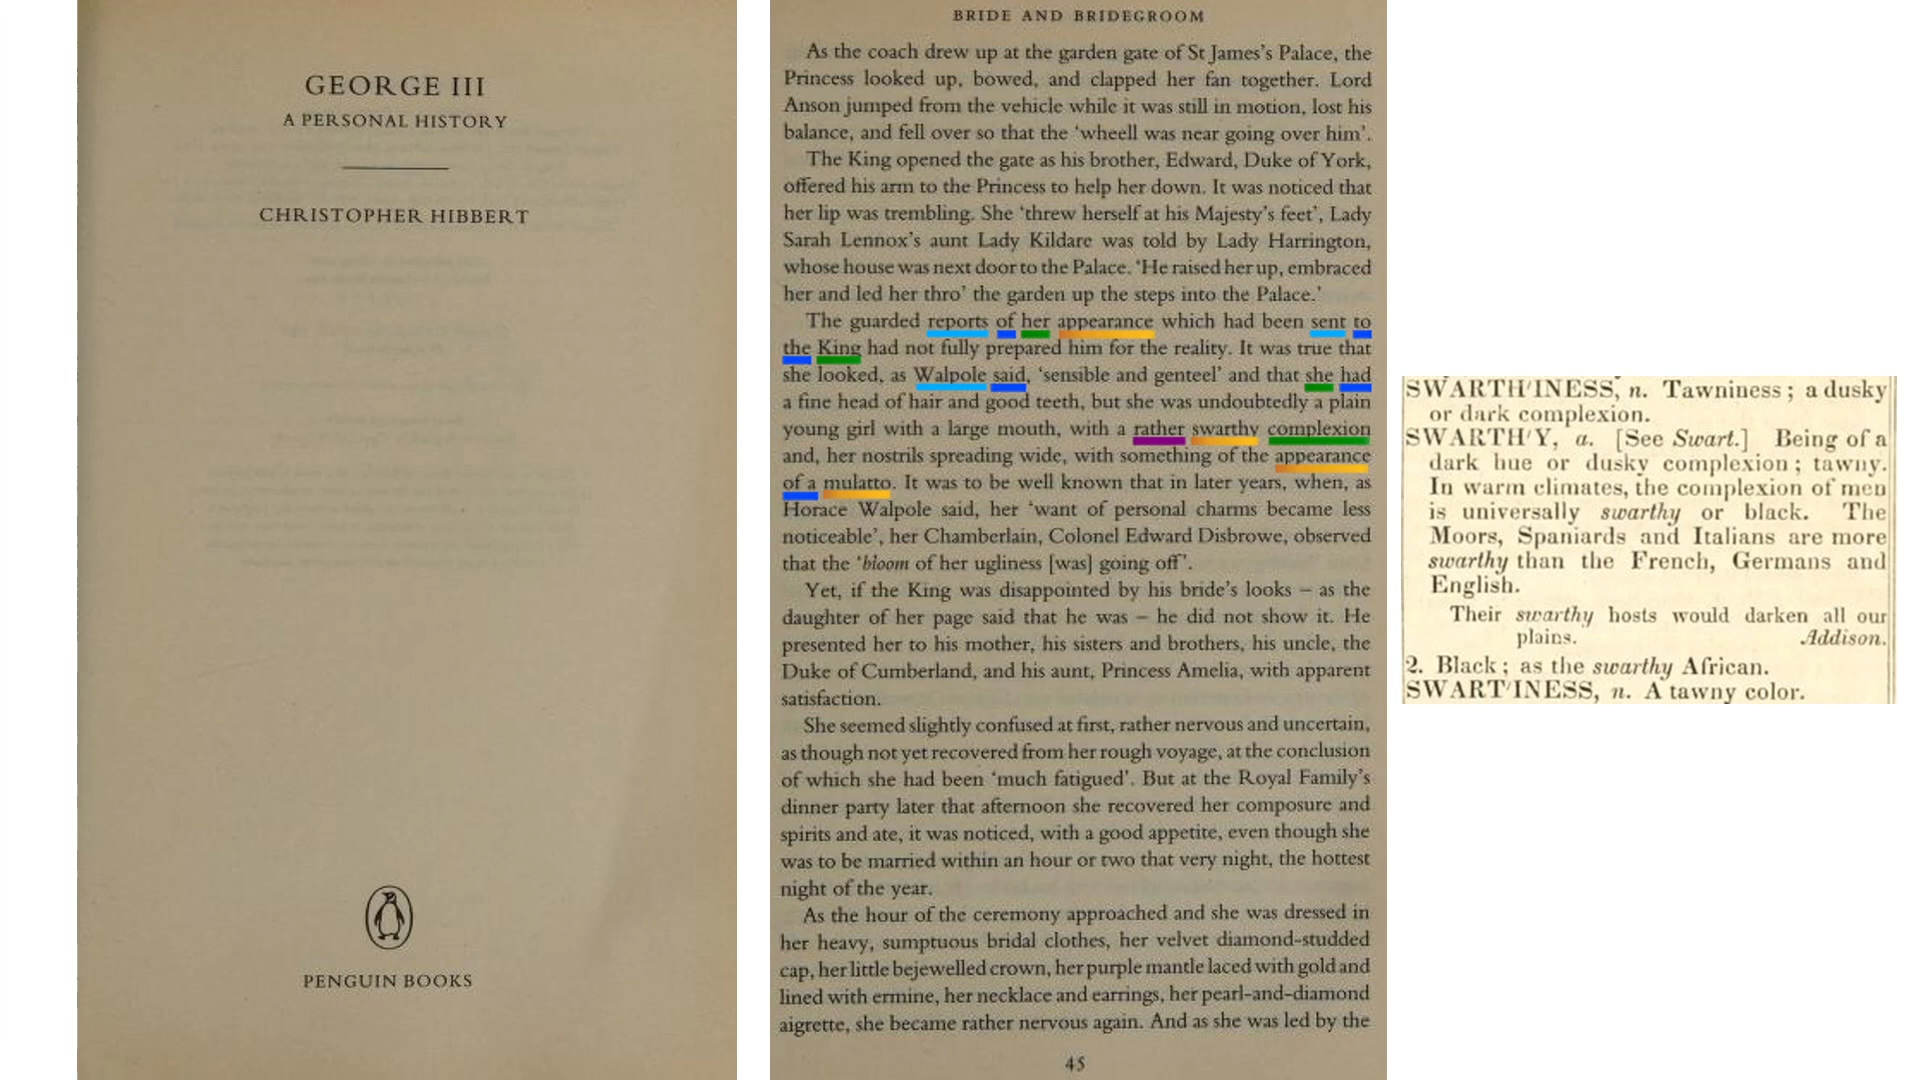 GEORGE III
A PERSONAL HISTORY
CHRISTOPHER HIBBERT
PENGUIN BOOKS
BRIDE AND BRIDEGROOM
As the coach drew up at the garden gate of St James's Palace, the
Princess looked up, bowed, and clapped her fan together. Lord
Anson jumped from the vehicle while it was still in motion, lost his
balance, and fell over so that the 'wheell was near going over him'.
The King opened the gate as his brother, Edward, Duke of York,
offered his arm to the Princess to help her down. It was noticed that
her lip was trembling. She 'threw herself at his Majesty's feet', Lady
Sarah Lennox's aunt Lady Kildare was told by Lady Harrington,
whose house was next door to the Palace. 'He raised her up, embraced
her and led her thro' the garden up the steps into the Palace.'
The guarded reports of her appearance which had been sent to
the King had not fully prepared him for the reality. It was true that
she looked, as Walpole said, 'sensible and genteel' and that she had
a fine head of hair and good teeth, but she was undoubtedly a plain
young girl with a large mouth, with a rather swarthy complexion
and, her nostrils spreading wide, with something of the appearance
of a mulatto. It was to be well known that in later years, when, as
Horace Walpole said, her 'want of personal charms became less
noticeable', her Chamberlain, Colonel Edward Disbrowe, observed
that the 'bloom of her ugliness [was] going off'.
Yet, if the King was disappointed by his bride's looks – as the
daughter of her page said that he was – he did not show it. He
presented her to his mother, his sisters and brothers, his uncle, the
Duke of Cumberland, and his aunt, Princess Amelia, with apparent
satisfaction.
She seemed slightly confused at first, rather nervous and uncertain,
as though not yet recovered from her rough voyage, at the conclusion
of which she had been 'much fatigued'. But at the Royal Family's
dinner party later that afternoon she recovered her composure and
spirits and ate, it was noticed, with a good appetite, even though she
was to be married within an hour or two that very night, the hottest
night of the year.
As the hour of the ceremony approached and she was dressed in
her heavy, sumptuous bridal clothes, her velvet diamond-studded
cap, her little bejewelled crown, her purple mantle laced with gold and
lined with ermine, her necklace and earrings, her pearl-and-diamond
aigrette, she became rather nervous again. And as she was led by the
45
SWARTH'INESS, n. Tawniness; a dusky
or dark complexion.
SWARTH'Y, a. [See Swart.] Being of a
dark hue or dusky complexion; tawny.
In warm climates, the complexion of men
is universally swarthy or black. The
Moors, Spaniards and Italians are more
swarthy than the French, Germans and
English.
Their swarthy hosts would darken all our
plains. Addison.
2. Black; as the swarthy African.
SWART'INESS, n. A tawny color.